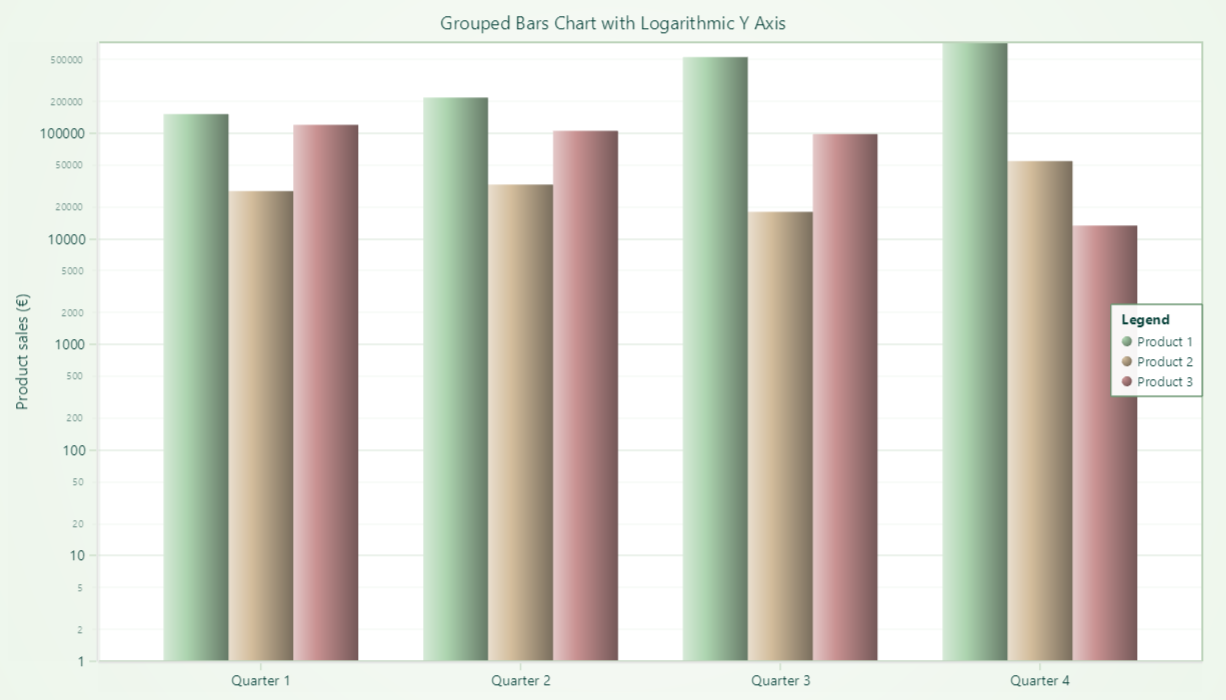 Grouped Bars Chart with Logarithmic Y Axis
Product sales (€)
500000
200000
100000
50000
20000
10000
5000
2000
1000
500
200
100
50
20
10
5
2
1
Legend
Product 1
Product 2
Product 3
Quarter 1
Quarter 2
Quarter 3
Quarter 4